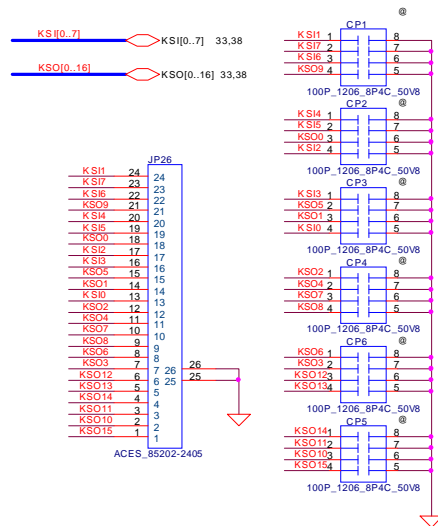 KSI[0..7] KSI[0..7] 33,38
KSO[0..16] KSO[0..16] 33,38
JP26
KSI1 24 24
KSI7 23 23
KSI6 22 22
KSO9 21 21
KSI4 20 20
KSI5 19 19
KSO0 18 18
KSI2 17 17
KSI3 16 16
KSO5 15 15
KSO1 14 14
KSI0 13 13
KSO2 12 12
KSO4 11 11
KSO7 10 10
KSO8 9 9
KSO6 8 8
KSO3 7 7 26 26
KSO12 6 6 25 25
KSO13 5 5
KSO14 4 4
KSO11 3 3
KSO10 2 2
KSO15 1 1
ACES_85202-2405
@
CP1
KSI1 1 8
KSI7 2 7
KSI6 3 6
KSO9 4 5
100P_1206_8P4C_50V8
CP2 @
KSI4 1 8
KSI5 2 7
KSO0 3 6
KSI2 4 5
100P_1206_8P4C_50V8
CP3 @
KSI3 1 8
KSO5 2 7
KSO1 3 6
KSI0 4 5
100P_1206_8P4C_50V8
CP4 @
KSO2 1 8
KSO4 2 7
KSO7 3 6
KSO8 4 5
100P_1206_8P4C_50V8
CP6 @
KSO6 1 8
KSO3 2 7
KSO12 3 6
KSO13 4 5
100P_1206_8P4C_50V8
CP5 @
KSO14 1 8
KSO11 2 7
KSO10 3 6
KSO15 4 5
100P_1206_8P4C_50V8